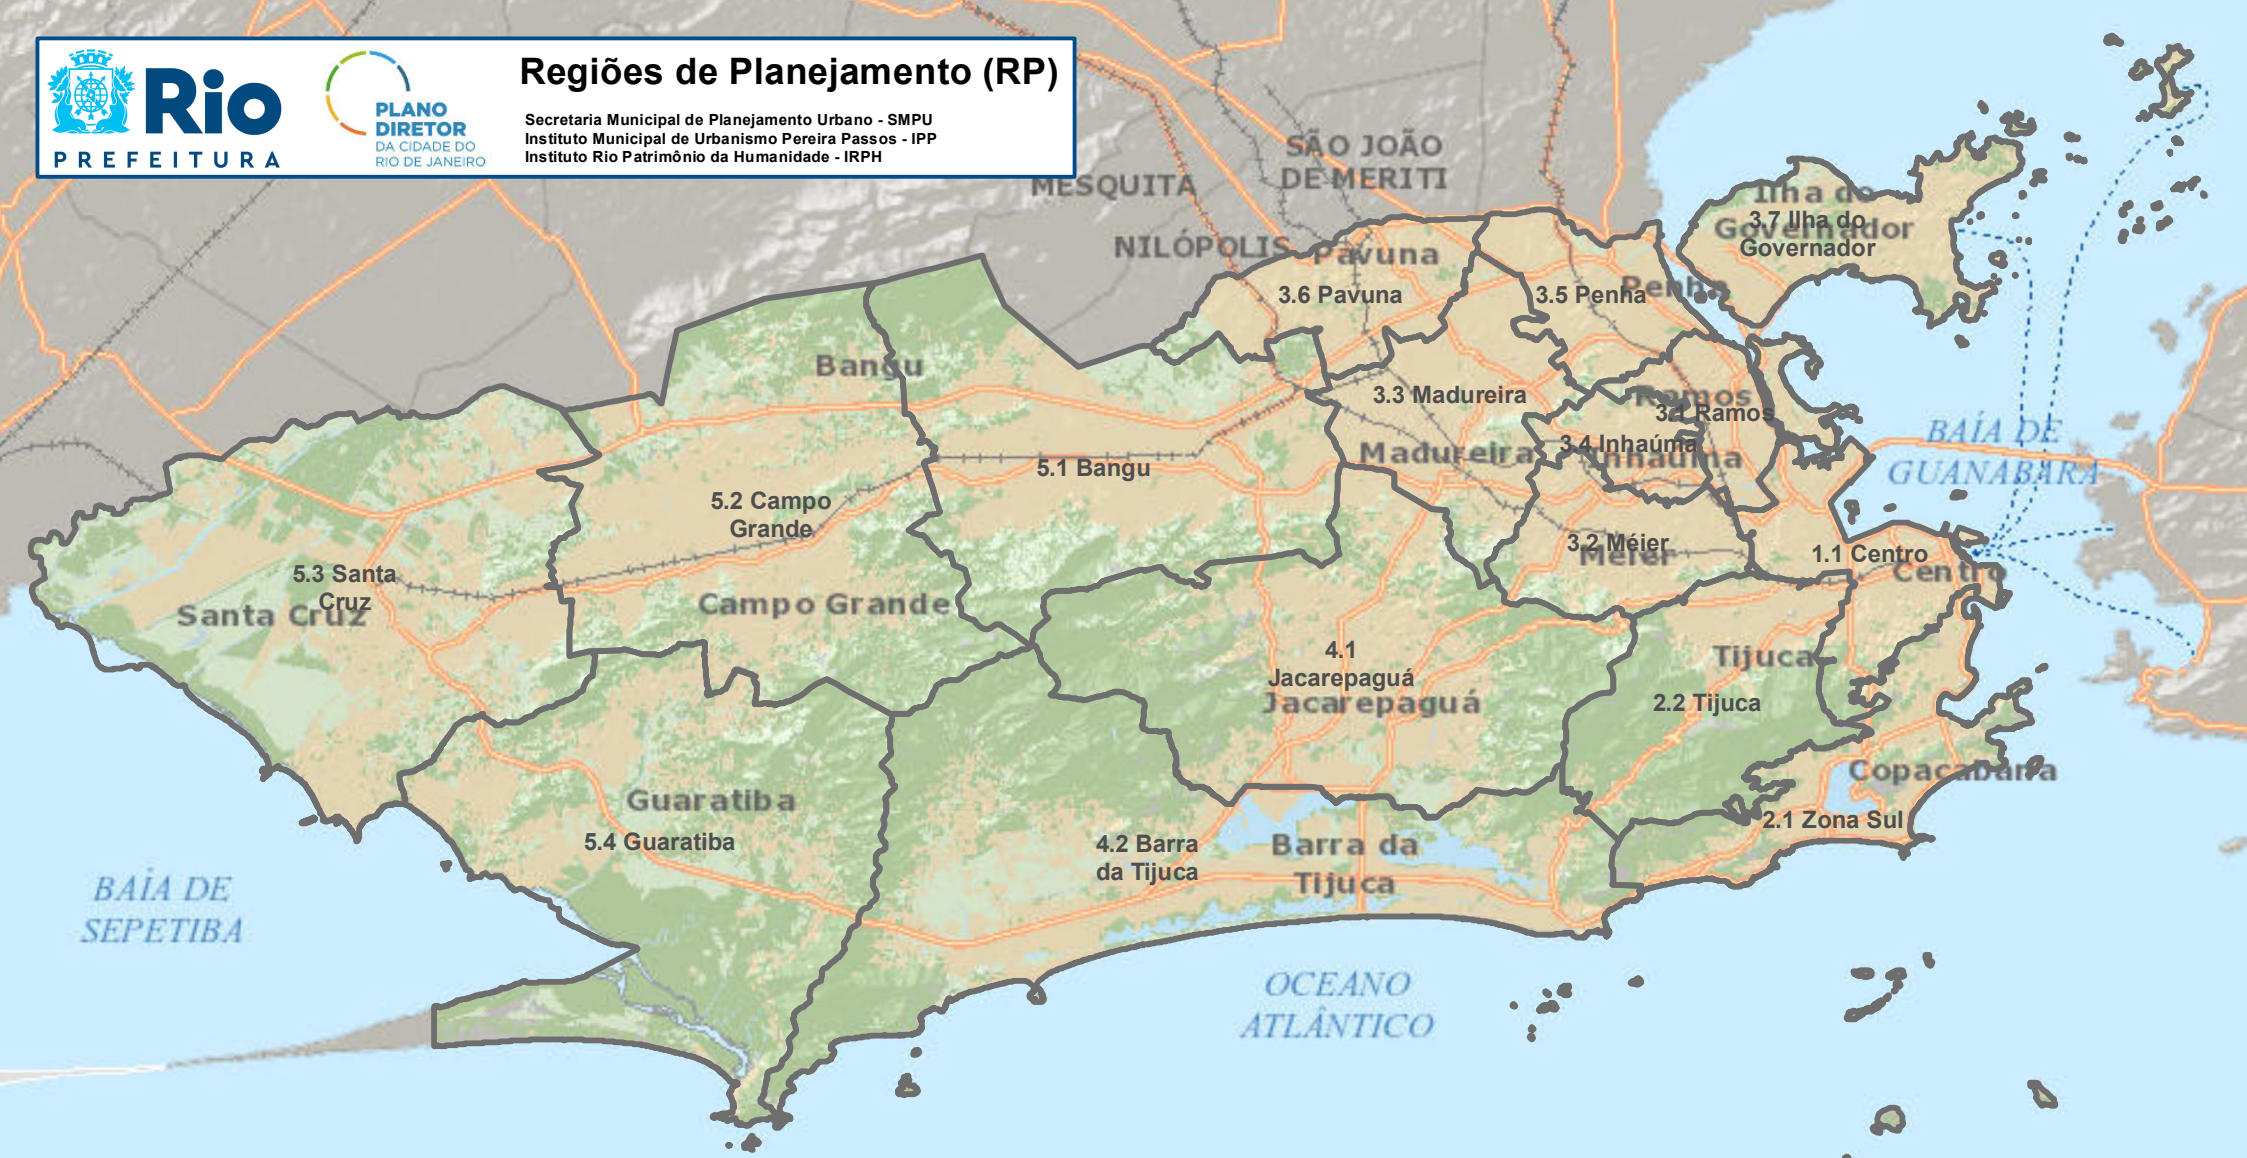 Rio
PREFEITURA
PLANO
DIRETOR
DA CIDADE DO
RIO DE JANEIRO
Regiões de Planejamento (RP)
Secretaria Municipal de Planejamento Urbano - SMPU
Instituto Municipal de Urbanismo Pereira Passos - IPP
Instituto Rio Patrimônio da Humanidade - IRPH
MESQUITA
SÃO JOÃO
DE MERITI
NILÓPOLIS
Pavuna
3.6 Pavuna
3.5 Penha
Penha
Ilha do
Governador
3.7 Ilha do
Governador
Bangu
5.1 Bangu
3.3 Madureira
Madureira
Ramos
3.1 Ramos
3.4 Inhaúma
Inhaúma
BAÍA DE
GUANABARA
5.2 Campo
Grande
Campo Grande
5.3 Santa
Cruz
Santa Cruz
3.2 Méier
Méier
1.1 Centro
Centro
4.1
Jacarepaguá
Jacarepaguá
Tijuca
2.2 Tijuca
Copacabana
2.1 Zona Sul
Guaratiba
5.4 Guaratiba
4.2 Barra
da Tijuca
Barra da
Tijuca
BAÍA DE
SEPETIBA
OCEANO
ATLÂNTICO